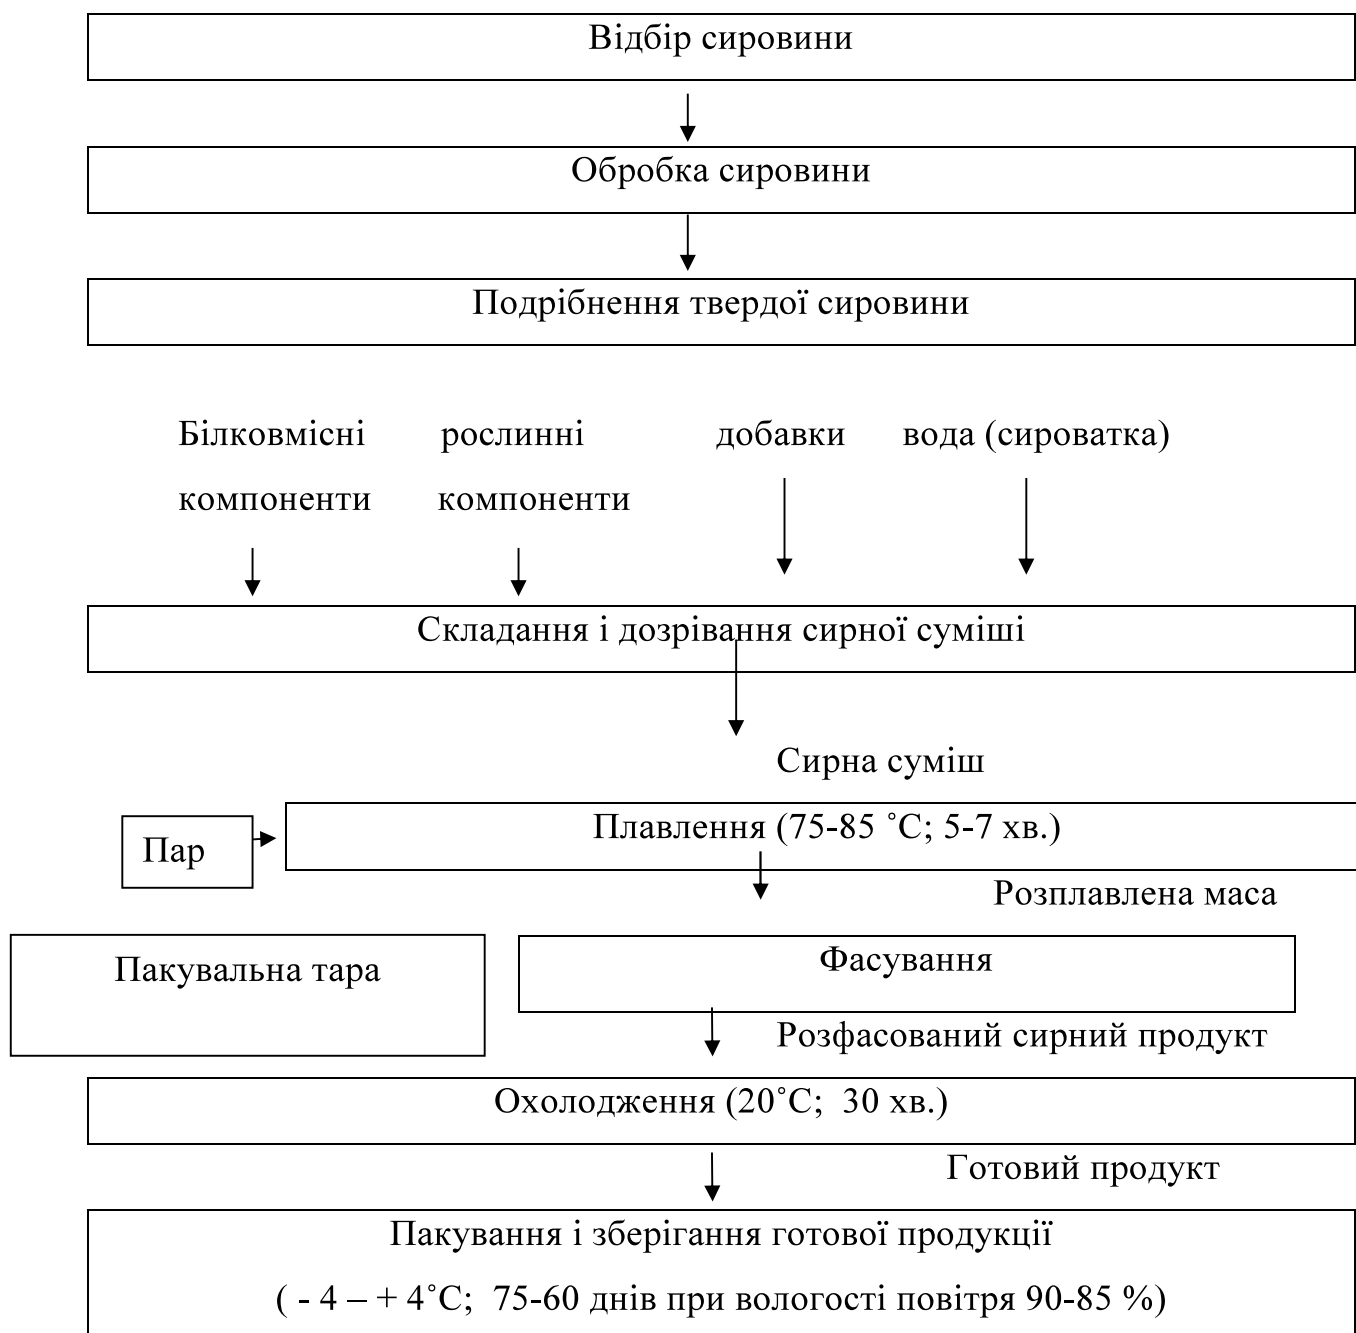 Відбір сировини
Обробка сировини
Подрібнення твердої сировини
Білковмісні рослинні добавки вода (сироватка)
компоненти компоненти
Складання і дозрівання сирної суміші
Сирна суміш
Плавлення (75-85 ˚С; 5-7 хв.)
Пар
Розплавлена маса
Пакувальна тара
Фасування
Розфасований сирний продукт
Охолодження (20˚С; 30 хв.)
Готовий продукт
Пакування і зберігання готової продукції
( - 4 – + 4˚С; 75-60 днів при вологості повітря 90-85 %)